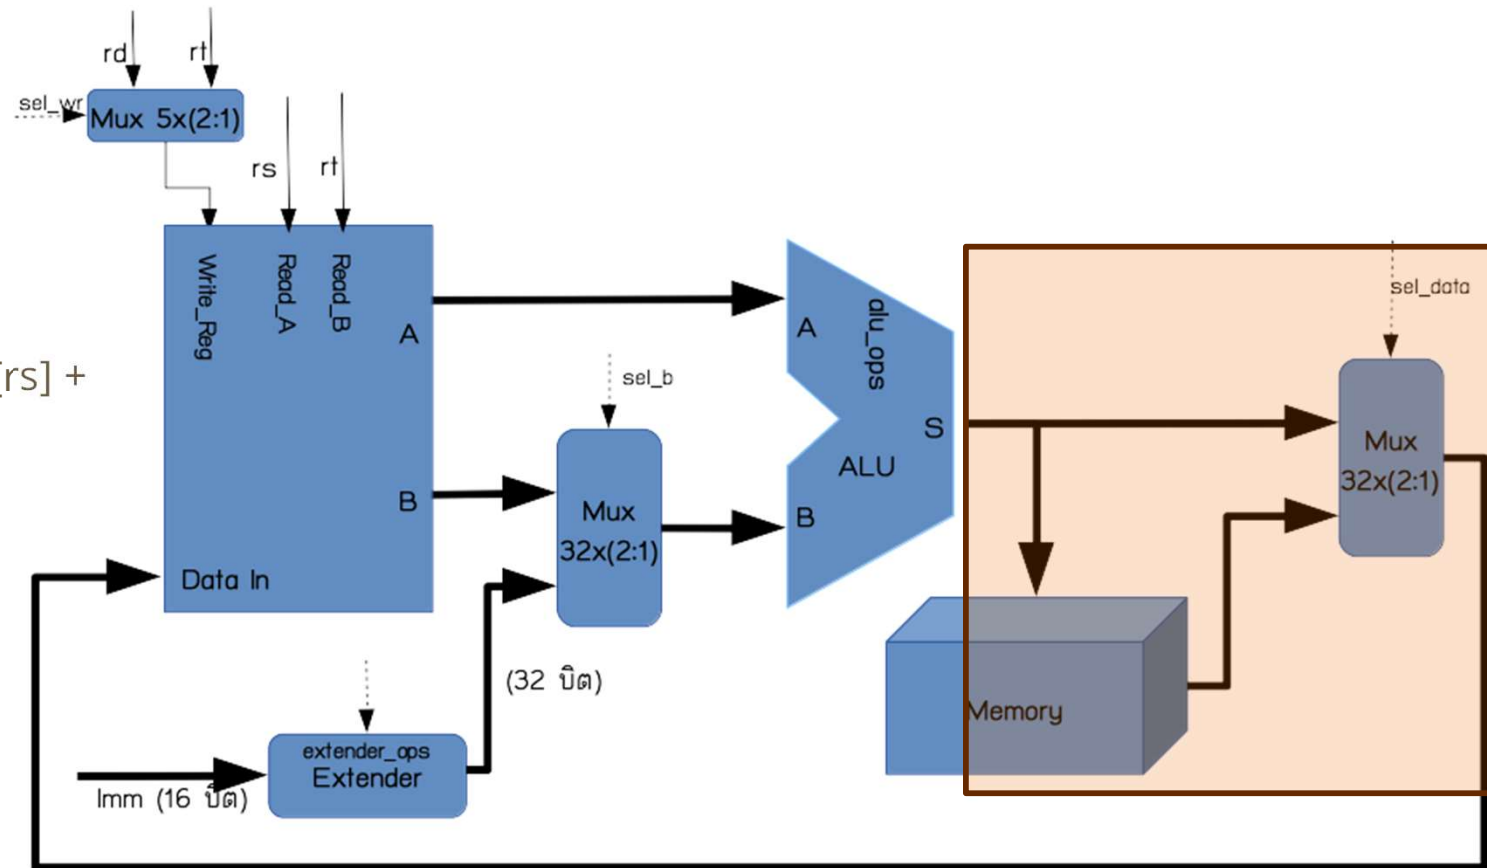 rd
rt
sel_wr
Mux 5x(2:1)
rs
rt
Write_Reg
Read_A
Read_B
A
B
Data In
[rs] +
sel_b
Mux
32x(2:1)
A
alu_ops
S
ALU
B
sel_data
Mux
32x(2:1)
Memory
(32 บิต)
extender_ops
Extender
Imm (16 บิต)